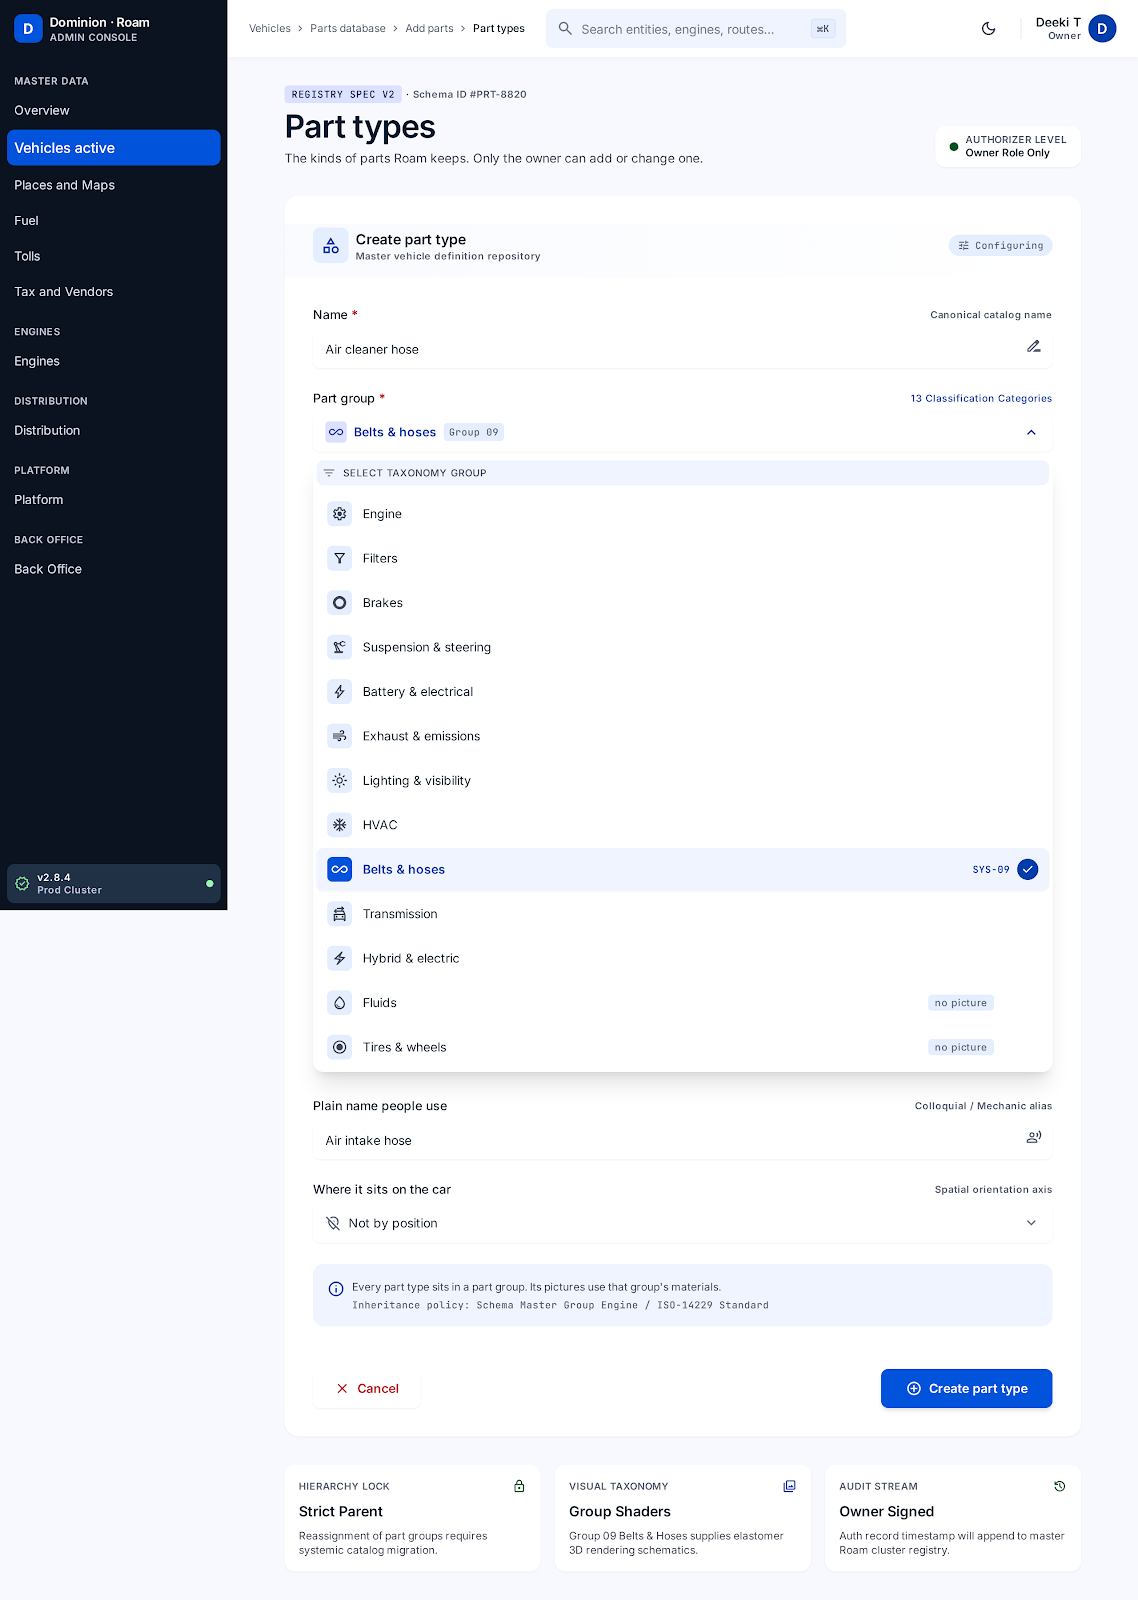 D
Dominion · Roam
ADMIN CONSOLE
MASTER DATA
Overview
Vehicles active
Places and Maps
Fuel
Tolls
Tax and Vendors
ENGINES
Engines
DISTRIBUTION
Distribution
PLATFORM
Platform
BACK OFFICE
Back Office
v2.8.4
Prod Cluster
Vehicles > Parts database > Add parts > Part types
Search entities, engines, routes... ⌘K
Deeki T
Owner
D
REGISTRY SPEC V2 · Schema ID #PRT-8820
Part types
The kinds of parts Roam keeps. Only the owner can add or change one.
AUTHORIZER LEVEL
Owner Role Only
Create part type
Master vehicle definition repository
Configuring
Name * Canonical catalog name
Air cleaner hose
Part group * 13 Classification Categories
Belts & hoses Group 09
SELECT TAXONOMY GROUP
Engine
Filters
Brakes
Suspension & steering
Battery & electrical
Exhaust & emissions
Lighting & visibility
HVAC
Belts & hoses SYS-09
Transmission
Hybrid & electric
Fluids no picture
Tires & wheels no picture
Plain name people use Colloquial / Mechanic alias
Air intake hose
Where it sits on the car Spatial orientation axis
Not by position
Every part type sits in a part group. Its pictures use that group's materials.
Inheritance policy: Schema Master Group Engine / ISO-14229 Standard
Cancel
Create part type
HIERARCHY LOCK
Strict Parent
Reassignment of part groups requires
systemic catalog migration.
VISUAL TAXONOMY
Group Shaders
Group 09 Belts & Hoses supplies elastomer
3D rendering schematics.
AUDIT STREAM
Owner Signed
Auth record timestamp will append to master
Roam cluster registry.